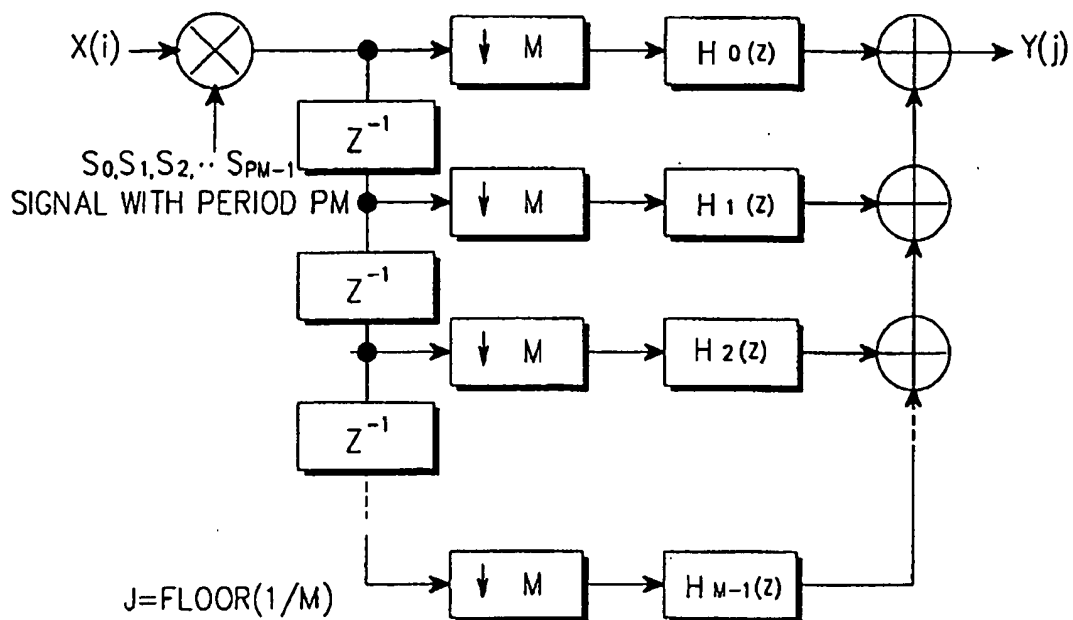 X(i)
↓ M
H 0(Z)
Y(j)
Z⁻¹
S0,S1,S2,·· SPM-1
SIGNAL WITH PERIOD PM
↓ M
H 1(Z)
Z⁻¹
↓ M
H 2(Z)
Z⁻¹
↓ M
H M-1(Z)
J=FLOOR(1/M)